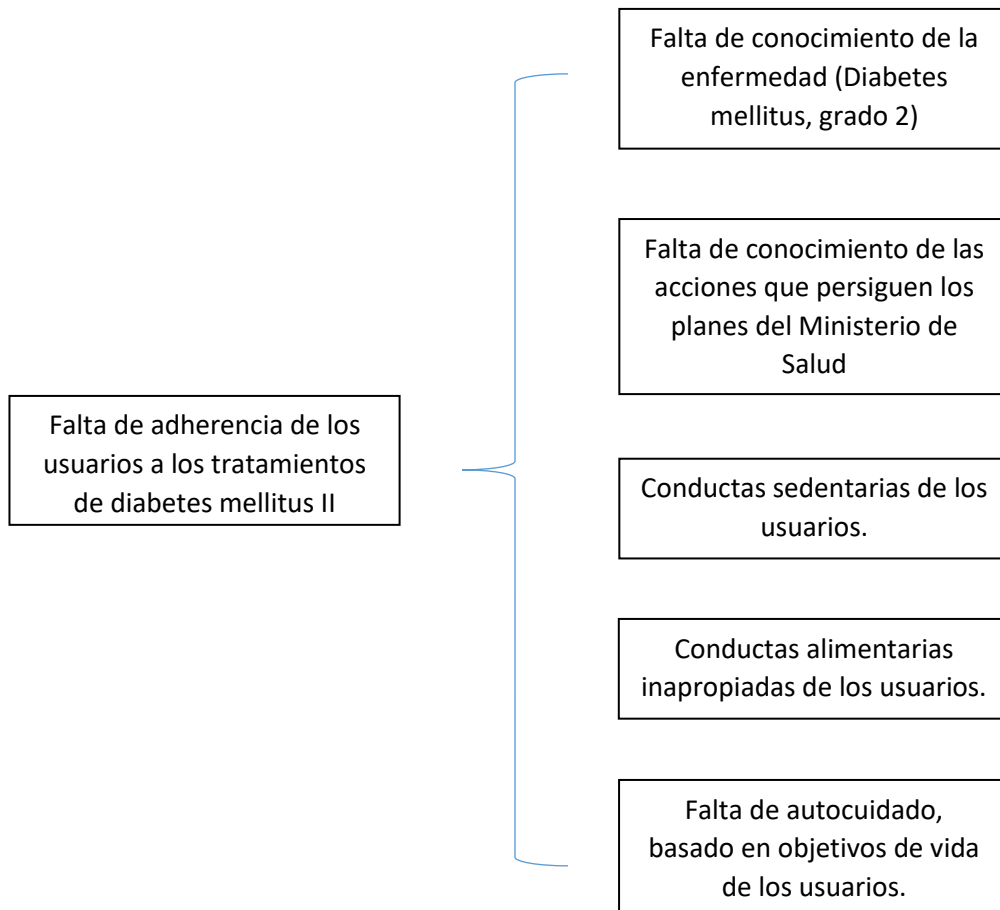 Falta de conocimiento de la
enfermedad (Diabetes
mellitus, grado 2)
Falta de conocimiento de las
acciones que persiguen los
planes del Ministerio de
Salud
Falta de adherencia de los
usuarios a los tratamientos
de diabetes mellitus II
Conductas sedentarias de los
usuarios.
Conductas alimentarias
inapropiadas de los usuarios.
Falta de autocuidado,
basado en objetivos de vida
de los usuarios.